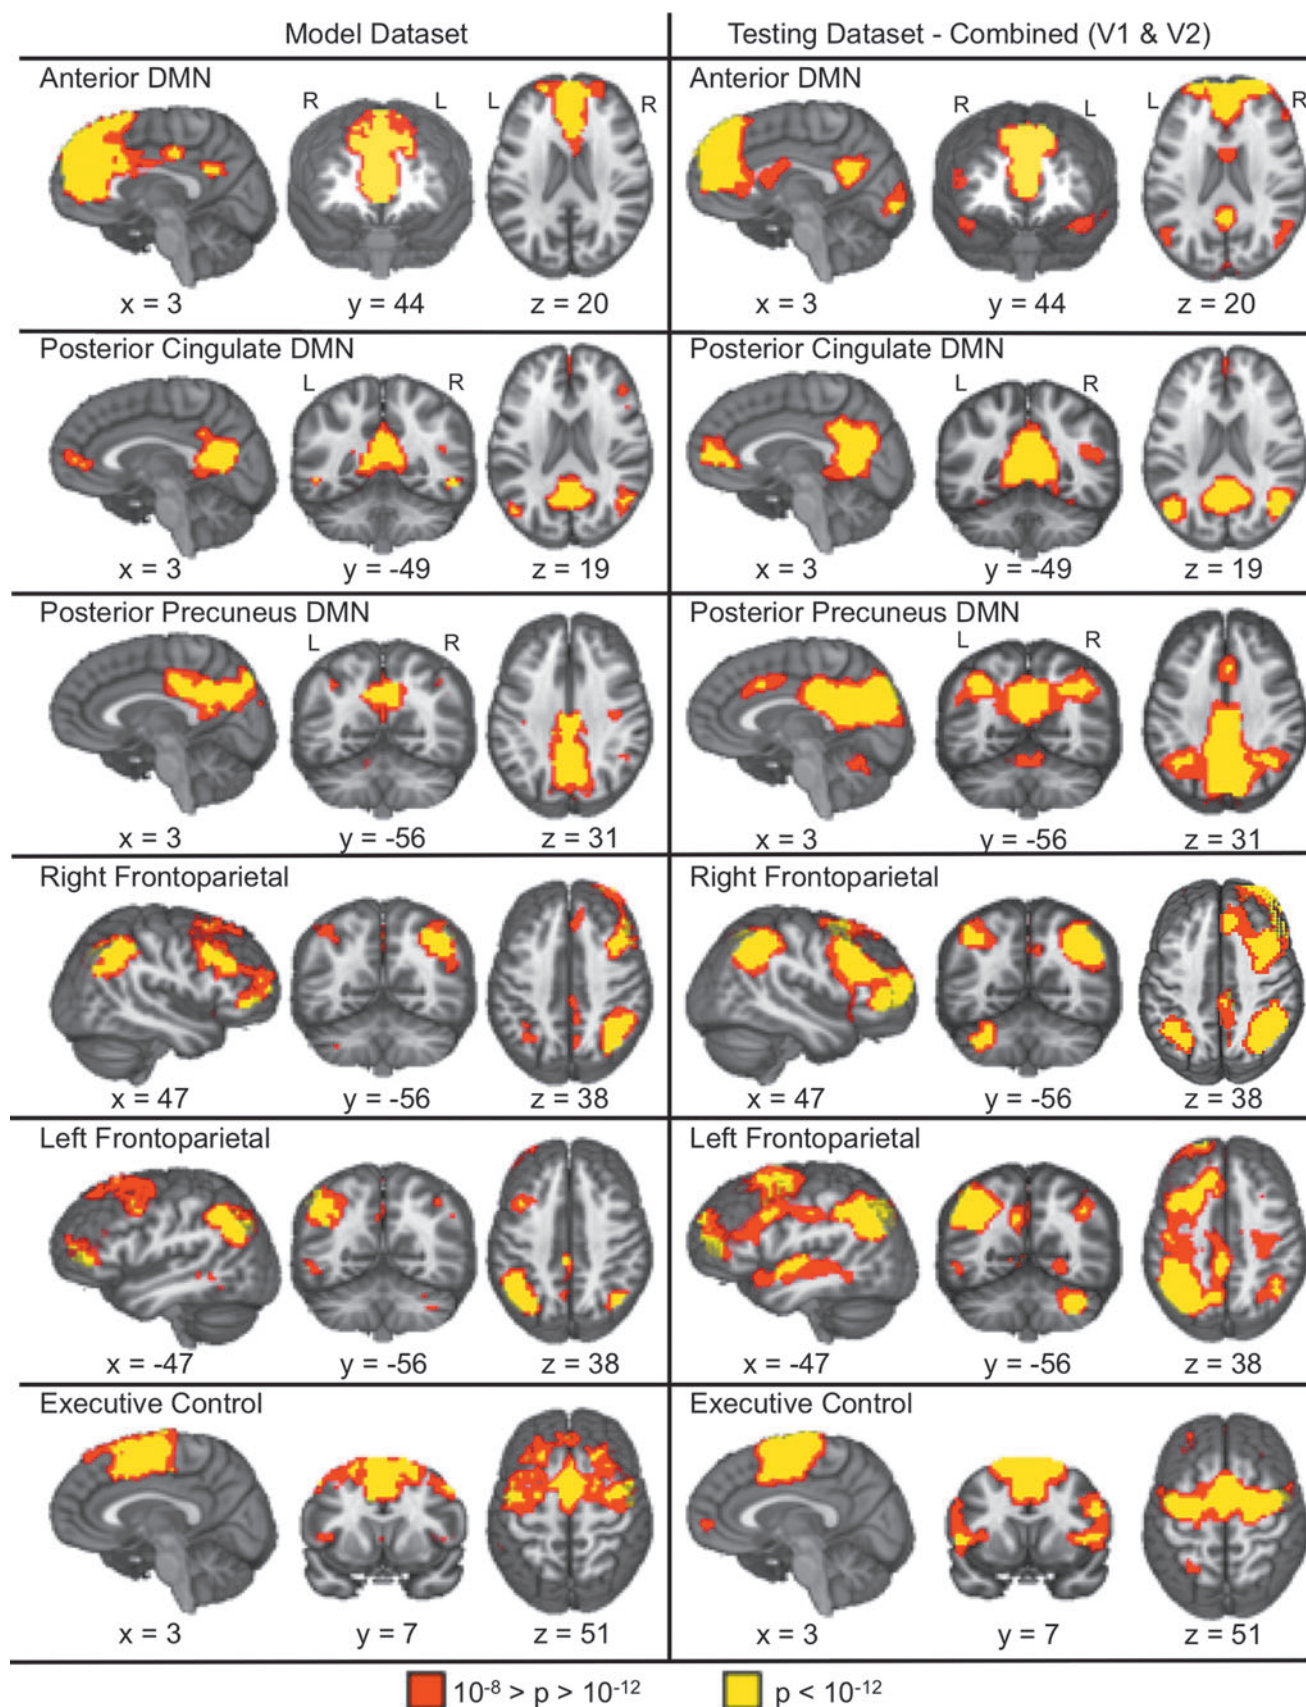 Model Dataset
Testing Dataset - Combined (V1 & V2)
Anterior DMN
R L L R
x = 3 y = 44 z = 20
Anterior DMN
R L L R
x = 3 y = 44 z = 20
Posterior Cingulate DMN
L R
x = 3 y = -49 z = 19
Posterior Cingulate DMN
L R
x = 3 y = -49 z = 19
Posterior Precuneus DMN
L R
x = 3 y = -56 z = 31
Posterior Precuneus DMN
L R
x = 3 y = -56 z = 31
Right Frontoparietal
x = 47 y = -56 z = 38
Right Frontoparietal
x = 47 y = -56 z = 38
Left Frontoparietal
x = -47 y = -56 z = 38
Left Frontoparietal
x = -47 y = -56 z = 38
Executive Control
x = 3 y = 7 z = 51
Executive Control
x = 3 y = 7 z = 51
10⁻⁸ > p > 10⁻¹² p < 10⁻¹²